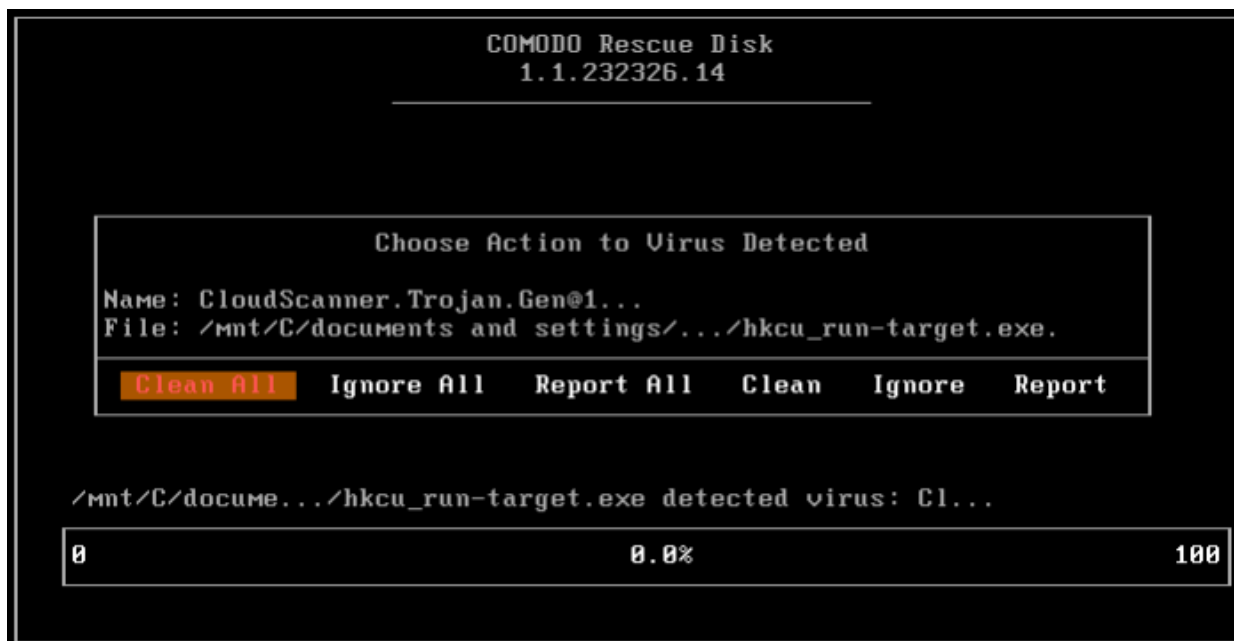 COMODO Rescue Disk
1.1.232326.14
Choose Action to Virus Detected
Name: CloudScanner.Trojan.Gen@1...
File: /mnt/C/documents and settings/.../hkcu_run-target.exe.
Clean All Ignore All Report All Clean Ignore Report
/mnt/C/docume.../hkcu_run-target.exe detected virus: Cl...
0 0.0% 100